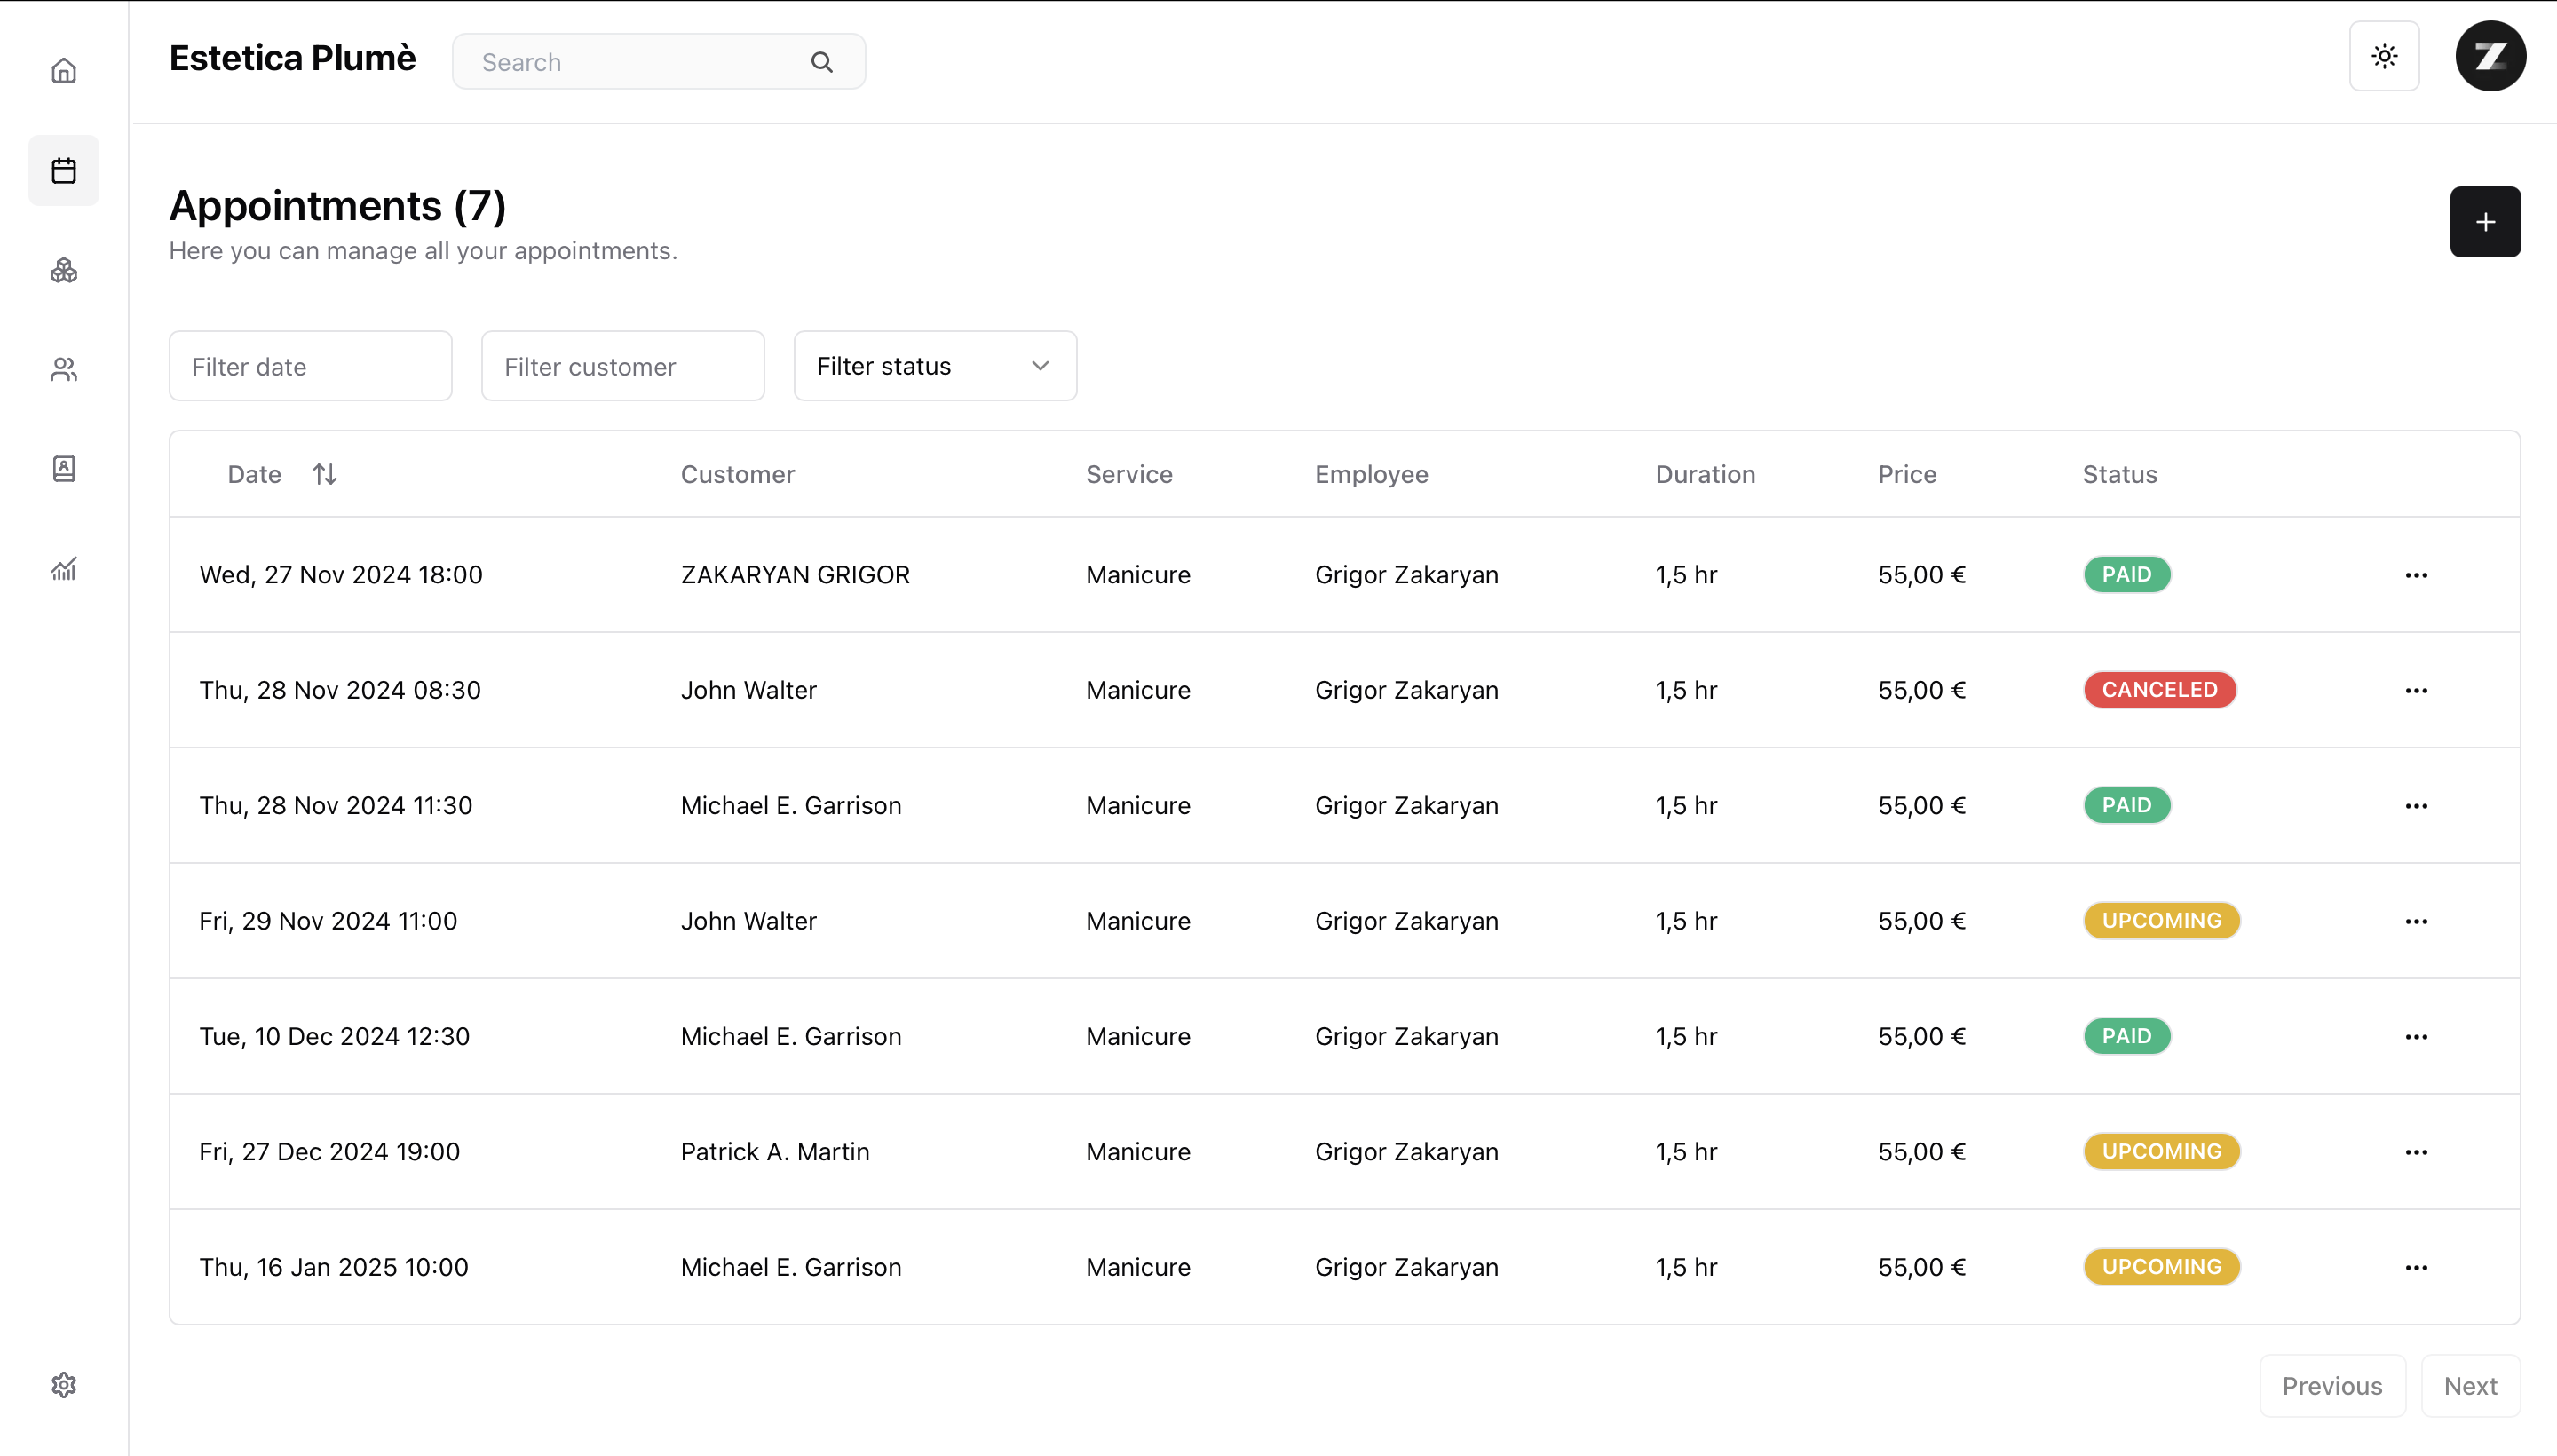 Estetica Plumè
Search
Z
Appointments (7)
Here you can manage all your appointments.
Filter date
Filter customer
Filter status
Date Customer Service Employee Duration Price Status
Wed, 27 Nov 2024 18:00 ZAKARYAN GRIGOR Manicure Grigor Zakaryan 1,5 hr 55,00 € PAID
Thu, 28 Nov 2024 08:30 John Walter Manicure Grigor Zakaryan 1,5 hr 55,00 € CANCELED
Thu, 28 Nov 2024 11:30 Michael E. Garrison Manicure Grigor Zakaryan 1,5 hr 55,00 € PAID
Fri, 29 Nov 2024 11:00 John Walter Manicure Grigor Zakaryan 1,5 hr 55,00 € UPCOMING
Tue, 10 Dec 2024 12:30 Michael E. Garrison Manicure Grigor Zakaryan 1,5 hr 55,00 € PAID
Fri, 27 Dec 2024 19:00 Patrick A. Martin Manicure Grigor Zakaryan 1,5 hr 55,00 € UPCOMING
Thu, 16 Jan 2025 10:00 Michael E. Garrison Manicure Grigor Zakaryan 1,5 hr 55,00 € UPCOMING
Previous
Next